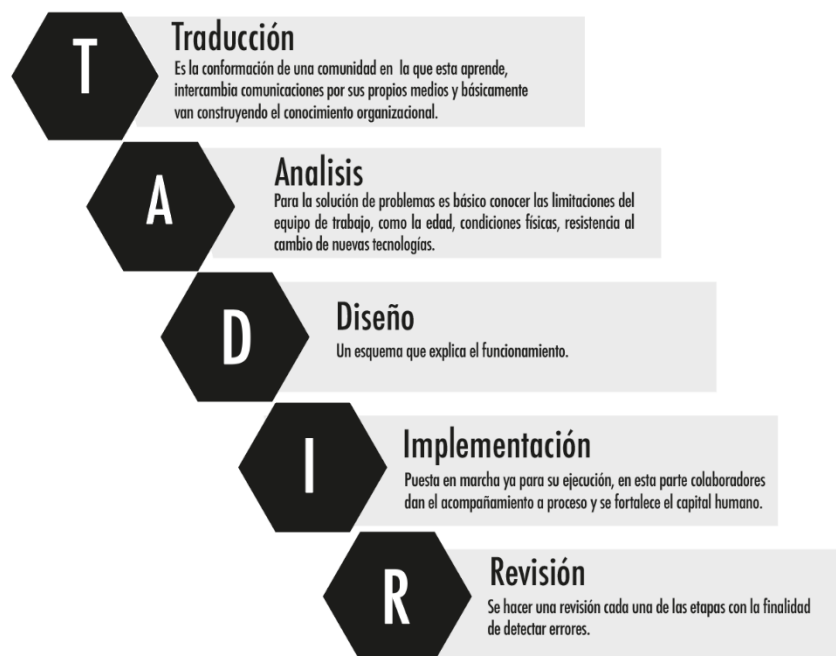 T
Traducción
Es la conformación de una comunidad en la que esta aprende,
intercambia comunicaciones por sus propios medios y básicamente
van construyendo el conocimiento organizacional.
A
Analisis
Para la solución de problemas es básico conocer las limitaciones del
equipo de trabajo, como la edad, condiciones físicas, resistencia al
cambio de nuevas tecnologías.
D
Diseño
Un esquema que explica el funcionamiento.
I
Implementación
Puesta en marcha ya para su ejecución, en esta parte colaboradores
dan el acompañamiento a proceso y se fortalece el capital humano.
R
Revisión
Se hacer una revisión cada una de las etapas con la finalidad
de detectar errores.